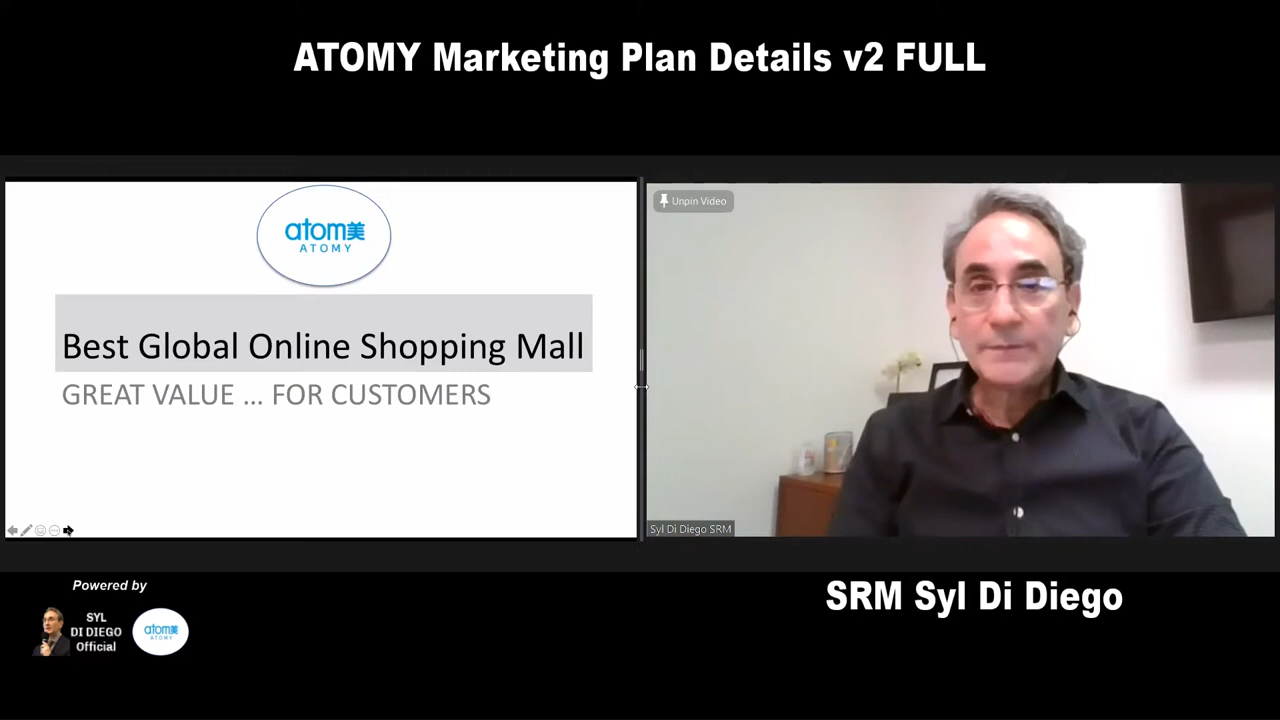 ATOMY Marketing Plan Details v2 FULL
atom美
ATOMY
Best Global Online Shopping Mall
GREAT VALUE ... FOR CUSTOMERS
Unpin Video
Syl Di Diego SRM
Powered by
SYL
DI DIEGO
Official
atom美
ATOMY
SRM Syl Di Diego